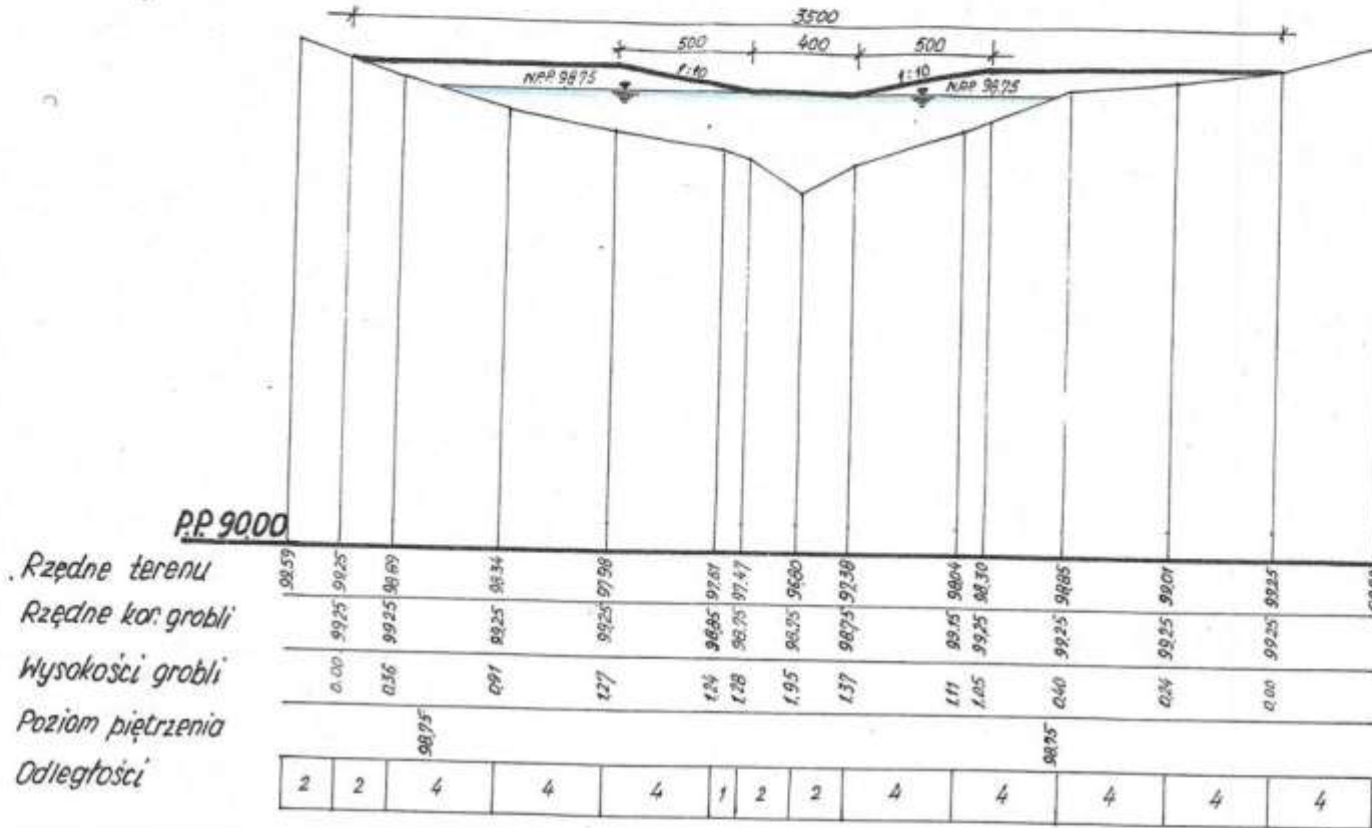 3500
500 400 500
1:10 1:10
N.P.P. 98.75 N.P.P. 98.75
P.P. 90.00
Rzędne terenu 99.59 99.25 98.89 98.34 97.98 97.61 97.47 96.80 97.38 98.04 98.30 98.85 99.01 99.25
Rzędne kor. grobli 99.25 99.25 99.25 99.25 98.85 98.75 98.75 98.75 99.15 99.25 99.25 99.25 99.25
Wysokości grobli 0.00 0.36 0.91 1.27 1.24 1.28 1.95 1.37 1.11 1.05 0.40 0.24 0.00
Poziom piętrzenia 98.75 98.75
Odległości 2 2 4 4 4 1 2 2 4 4 4 4 4